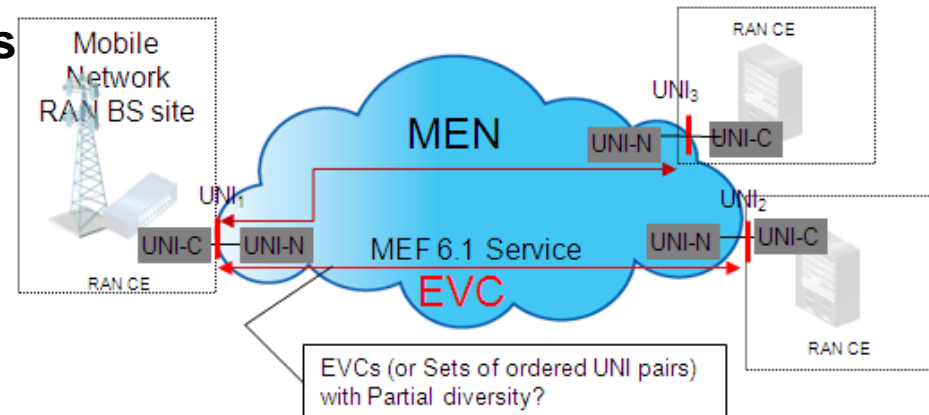 s
Mobile
Network
RAN BS site
RAN CE
UNI3
MEN
UNI-N
UNI-C
UNI1
UNI2
UNI-C
UNI-N
MEF 6.1 Service
UNI-N
UNI-C
EVC
RAN CE
RAN CE
EVCs (or Sets of ordered UNI pairs)
with Partial diversity?